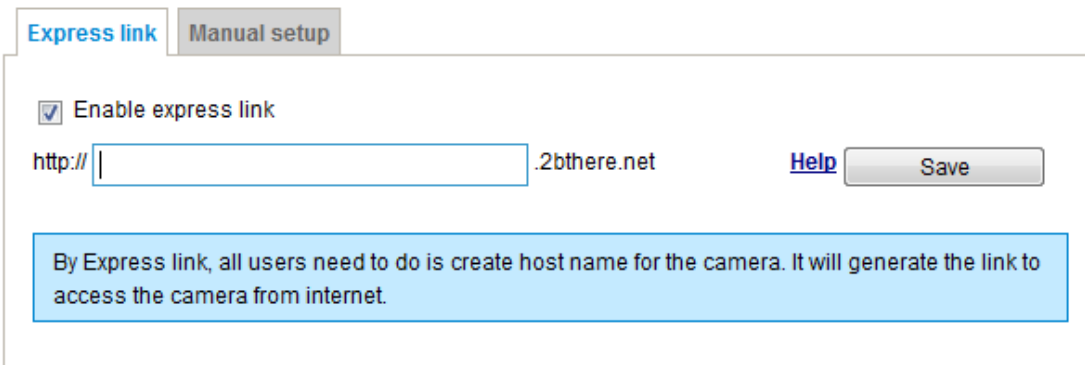 Express link Manual setup
Enable express link
http:// .2bthere.net Help Save
By Express link, all users need to do is create host name for the camera. It will generate the link to
access the camera from internet.